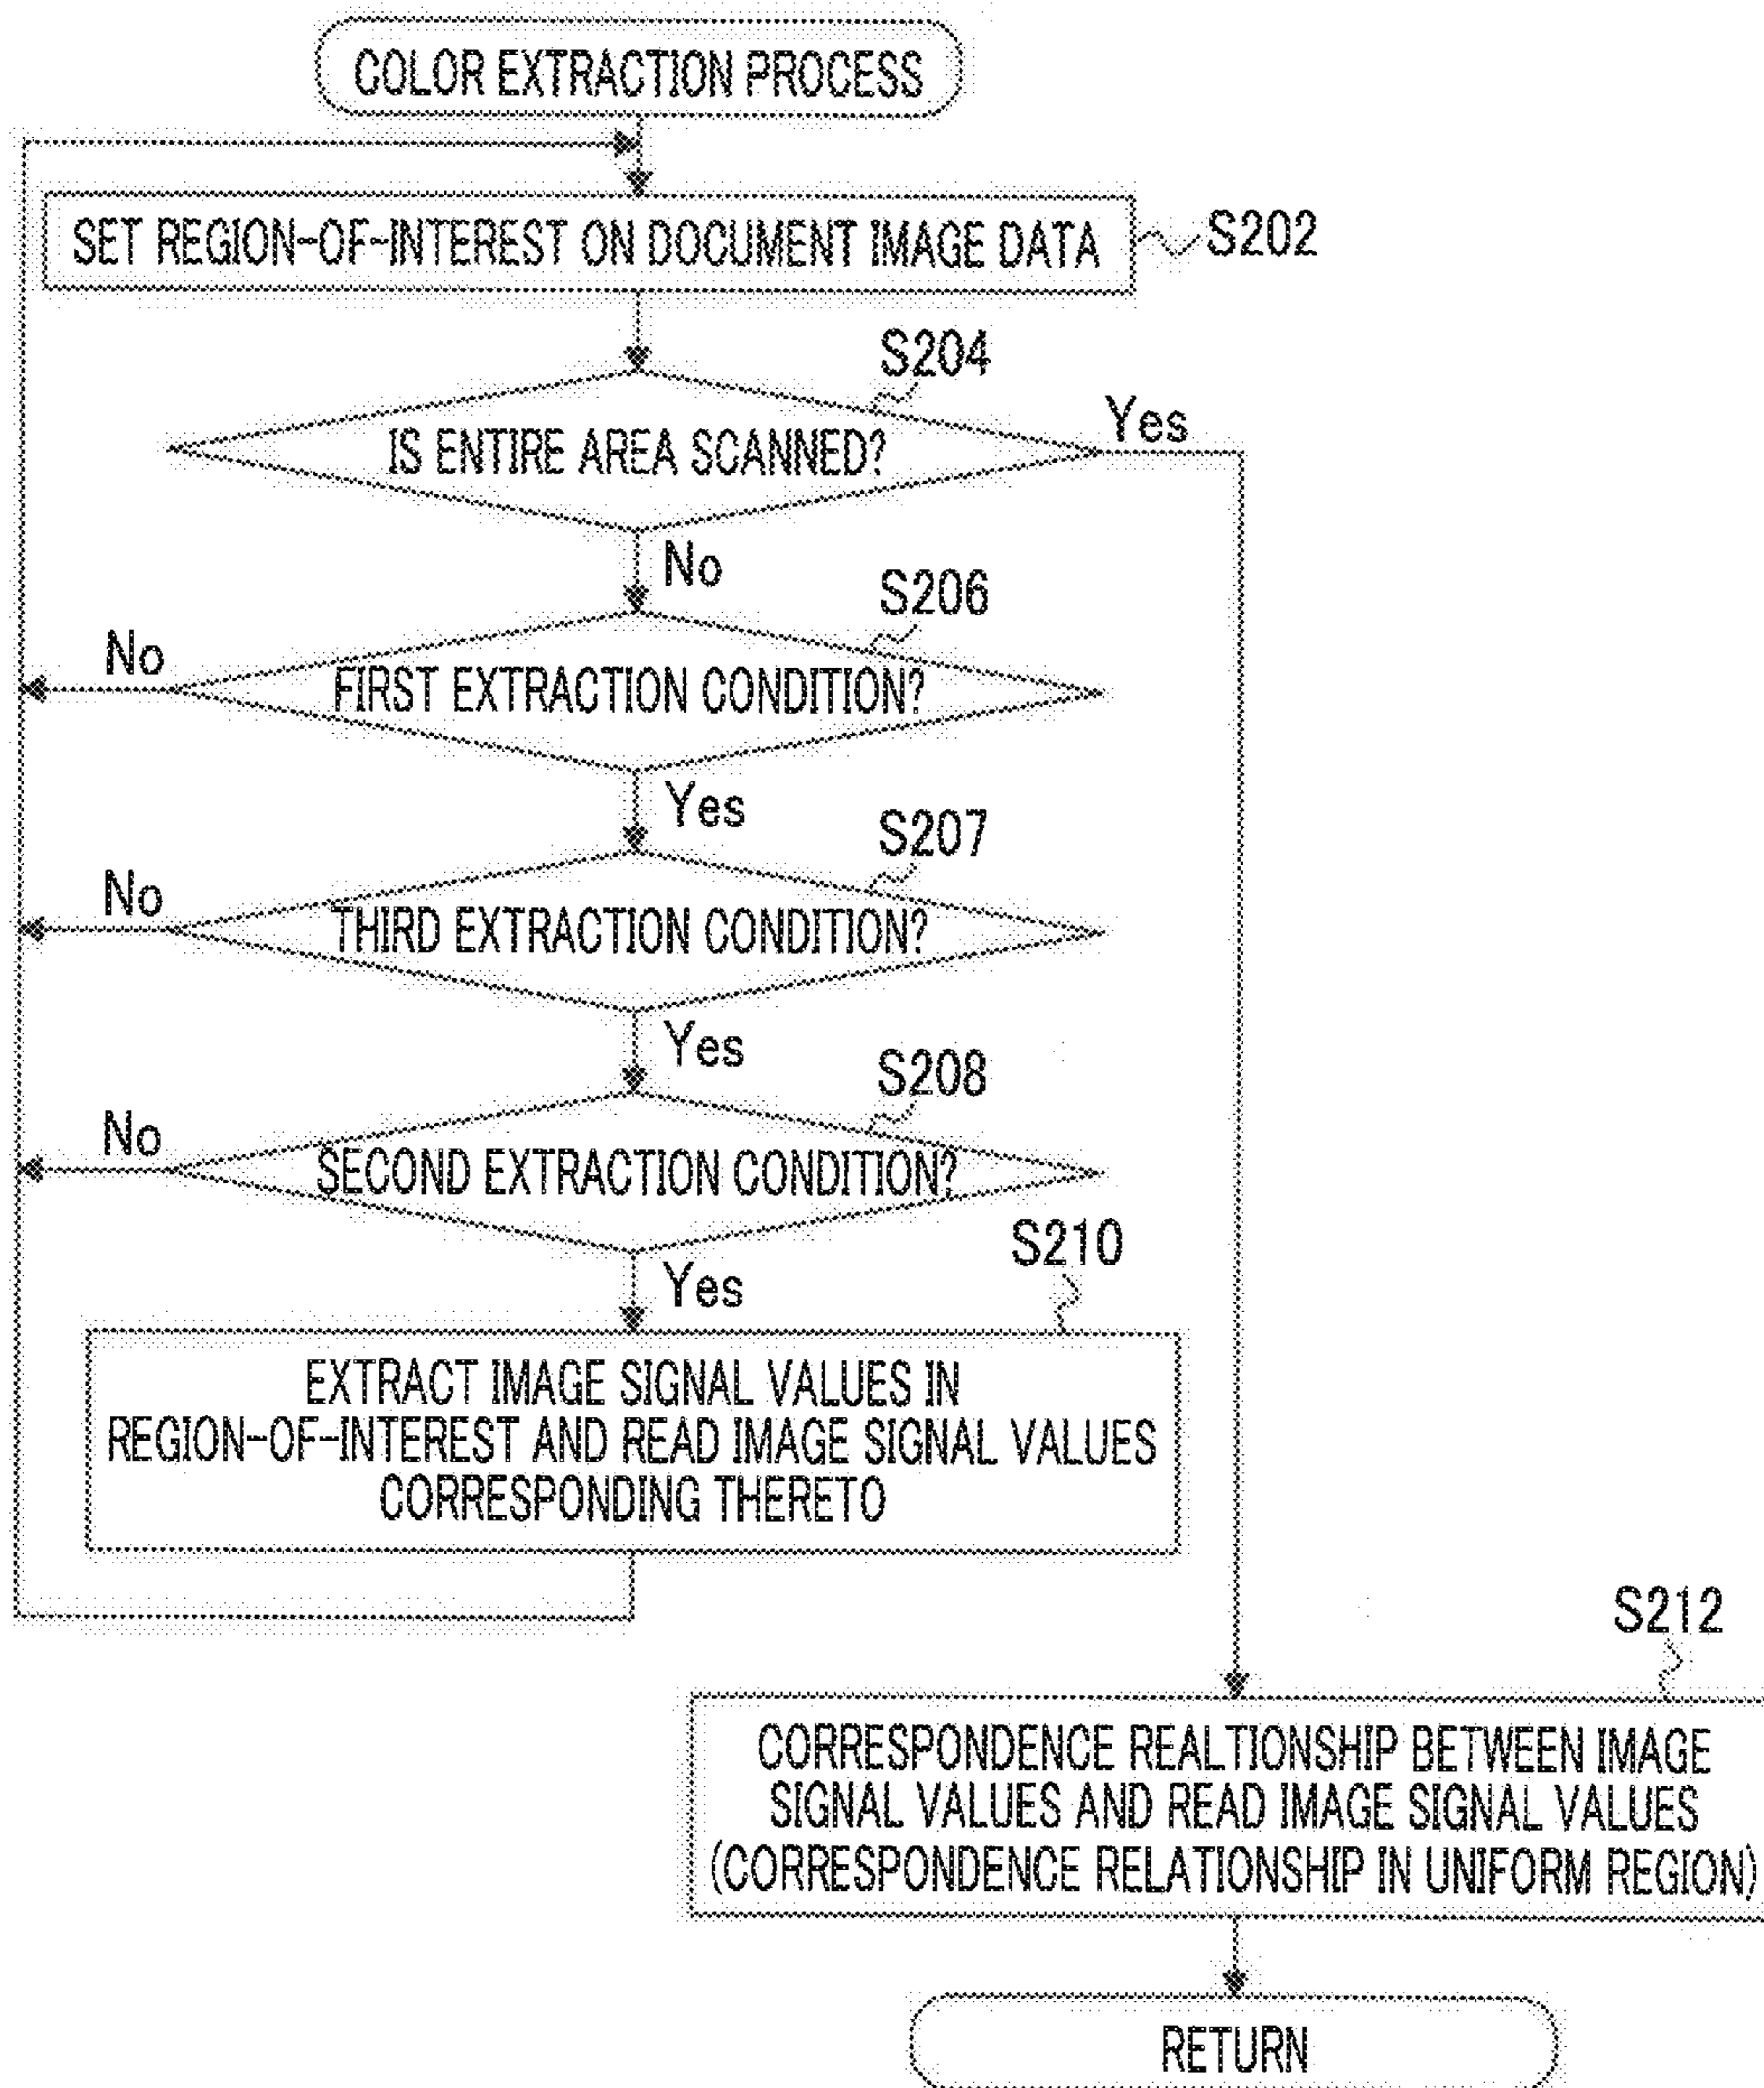 COLOR EXTRACTION PROCESS
SET REGION-OF-INTEREST ON DOCUMENT IMAGE DATA
S202
S204
IS ENTIRE AREA SCANNED?
Yes
No
S206
No
FIRST EXTRACTION CONDITION?
Yes
S207
No
THIRD EXTRACTION CONDITION?
Yes
S208
No
SECOND EXTRACTION CONDITION?
Yes
S210
EXTRACT IMAGE SIGNAL VALUES IN
REGION-OF-INTEREST AND READ IMAGE SIGNAL VALUES
CORRESPONDING THERETO
S212
CORRESPONDENCE REALTIONSHIP BETWEEN IMAGE
SIGNAL VALUES AND READ IMAGE SIGNAL VALUES
(CORRESPONDENCE RELATIONSHIP IN UNIFORM REGION)
RETURN